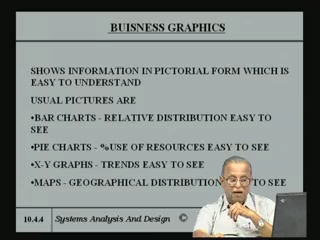 BUISNESS GRAPHICS
SHOWS INFORMATION IN PICTORIAL FORM WHICH IS
EASY TO UNDERSTAND
USUAL PICTURES ARE
•BAR CHARTS - RELATIVE DISTRIBUTION EASY TO
SEE
•PIE CHARTS - %USE OF RESOURCES EASY TO SEE
•X-Y GRAPHS - TRENDS EASY TO SEE
•MAPS - GEOGRAPHICAL DISTRIBUTION TO SEE
10.4.4 Systems Analysis And Design ©